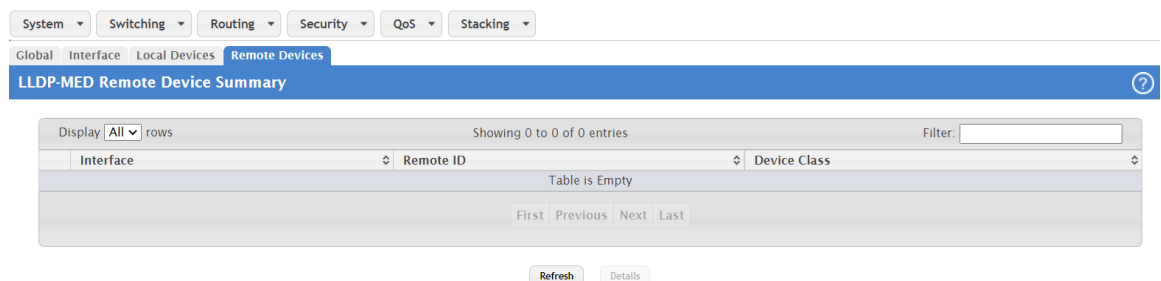 System Switching Routing Security QoS Stacking
Global Interface Local Devices Remote Devices
LLDP-MED Remote Device Summary ?
Display All rows Showing 0 to 0 of 0 entries Filter:
Interface Remote ID Device Class
Table is Empty
First Previous Next Last
Refresh Details